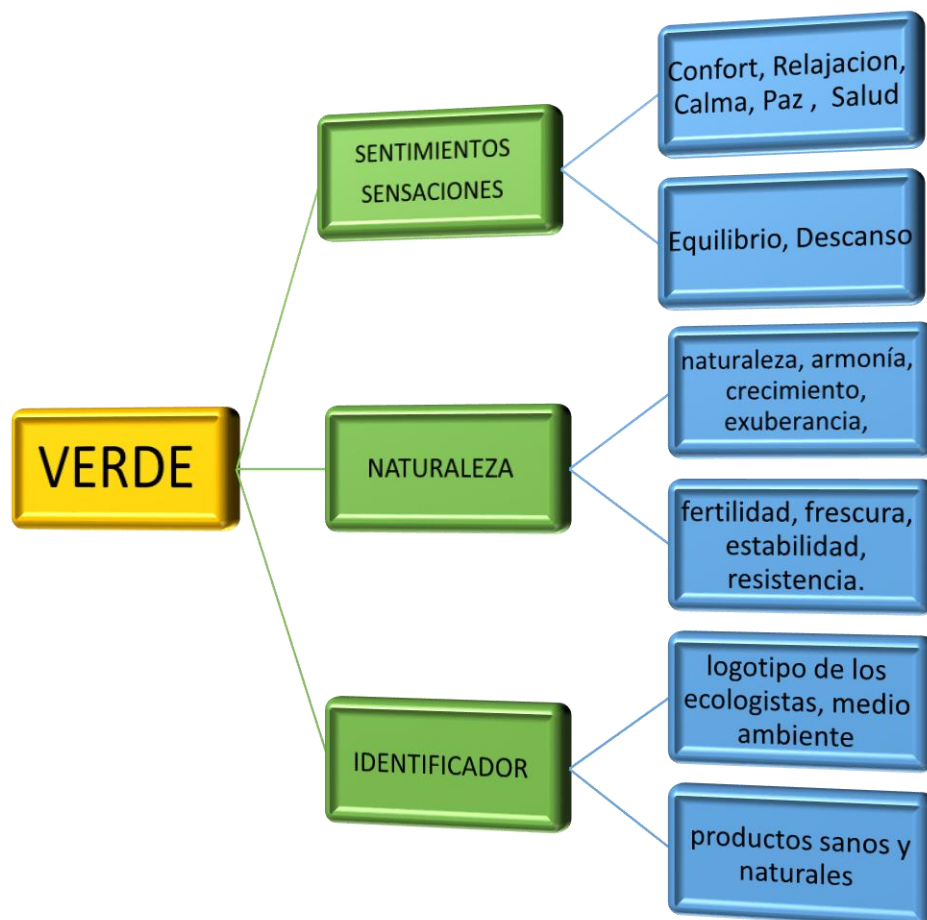 VERDE
SENTIMIENTOS
SENSACIONES
Confort, Relajacion,
Calma, Paz , Salud
Equilibrio, Descanso
NATURALEZA
naturaleza, armonía,
crecimiento,
exuberancia,
fertilidad, frescura,
estabilidad,
resistencia.
IDENTIFICADOR
logotipo de los
ecologistas, medio
ambiente
productos sanos y
naturales